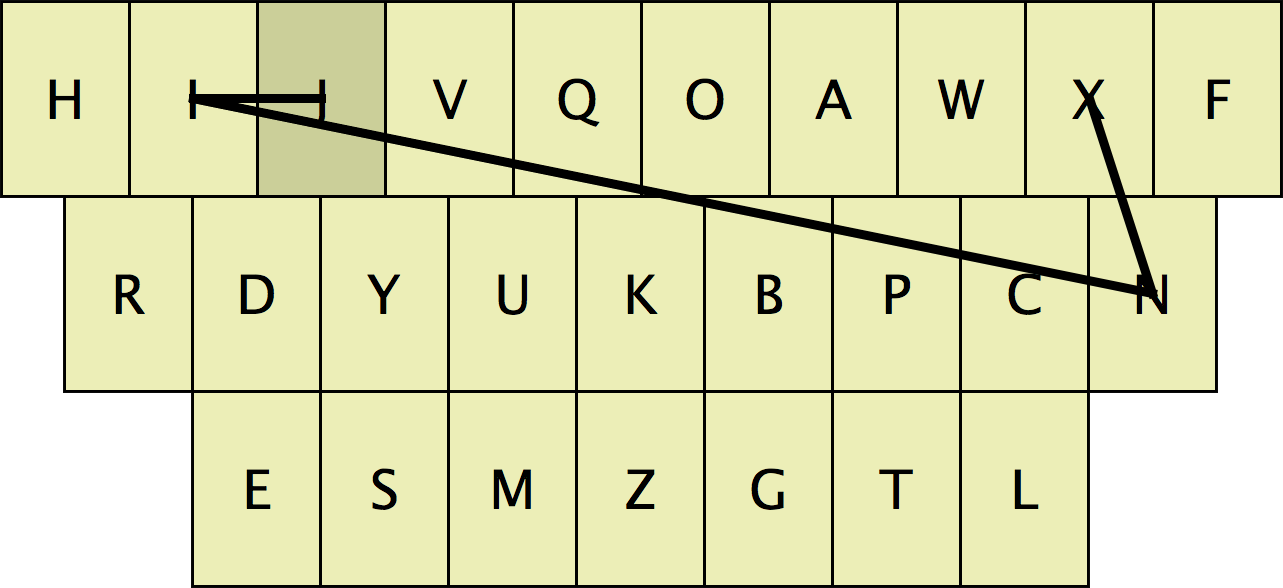 H I J V Q O A W X F
R D Y U K B P C N
E S M Z G T L